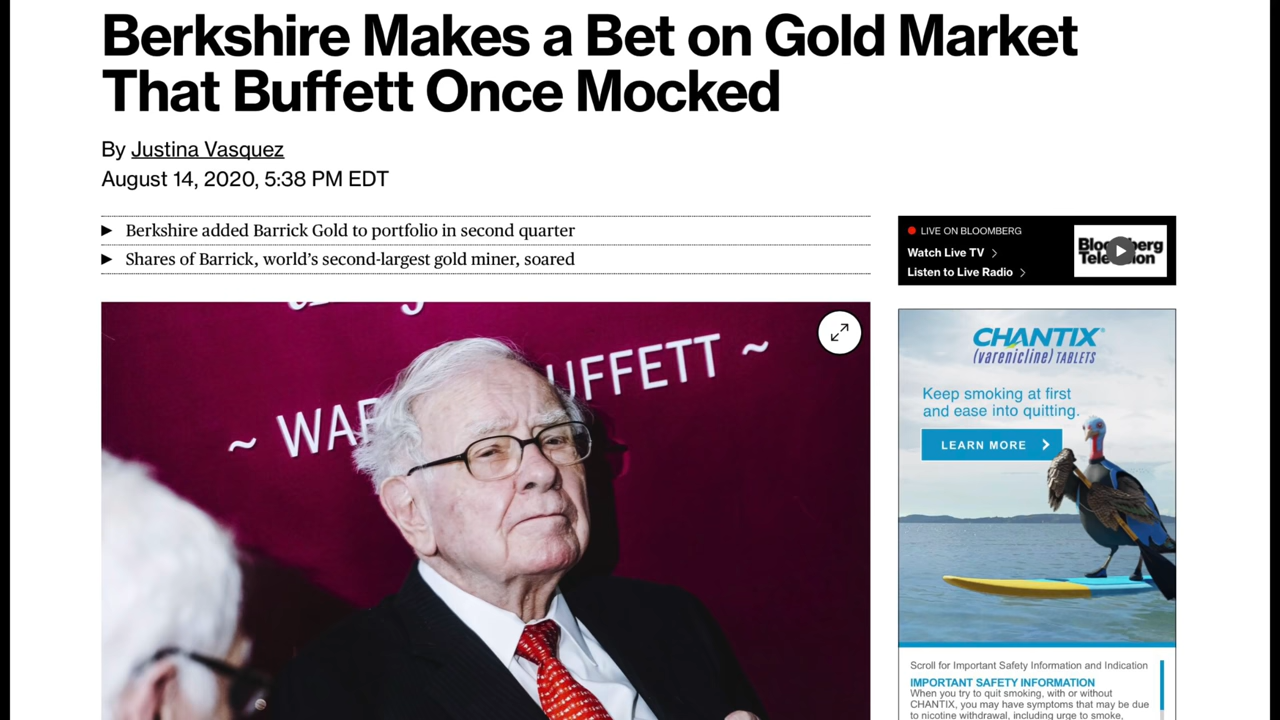 Berkshire Makes a Bet on Gold Market
That Buffett Once Mocked
By Justina Vasquez
August 14, 2020, 5:38 PM EDT
▶ Berkshire added Barrick Gold to portfolio in second quarter
▶ Shares of Barrick, world's second-largest gold miner, soared
~ WAR UFFETT ~
LIVE ON BLOOMBERG
Watch Live TV >
Listen to Live Radio >
Bloomberg
Television
CHANTIX®
(varenicline) TABLETS
Keep smoking at first
and ease into quitting.
LEARN MORE >
Scroll for Important Safety Information and Indication
IMPORTANT SAFETY INFORMATION
When you try to quit smoking, with or without
CHANTIX, you may have symptoms that may be due
to nicotine withdrawal, including urge to smoke,